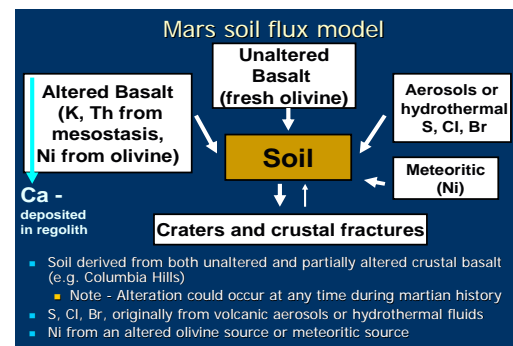 Mars soil flux model
Unaltered
Basalt
(fresh olivine)
Altered Basalt
(K, Th from
mesostasis,
Ni from olivine)
Aerosols or
hydrothermal
S, Cl, Br
Soil
Meteoritic
(Ni)
Ca -
deposited
in regolith
Craters and crustal fractures
Soil derived from both unaltered and partially altered crustal basalt
(e.g. Columbia Hills)
Note - Alteration could occur at any time during martian history
S, Cl, Br, originally from volcanic aerosols or hydrothermal fluids
Ni from an altered olivine source or meteoritic source